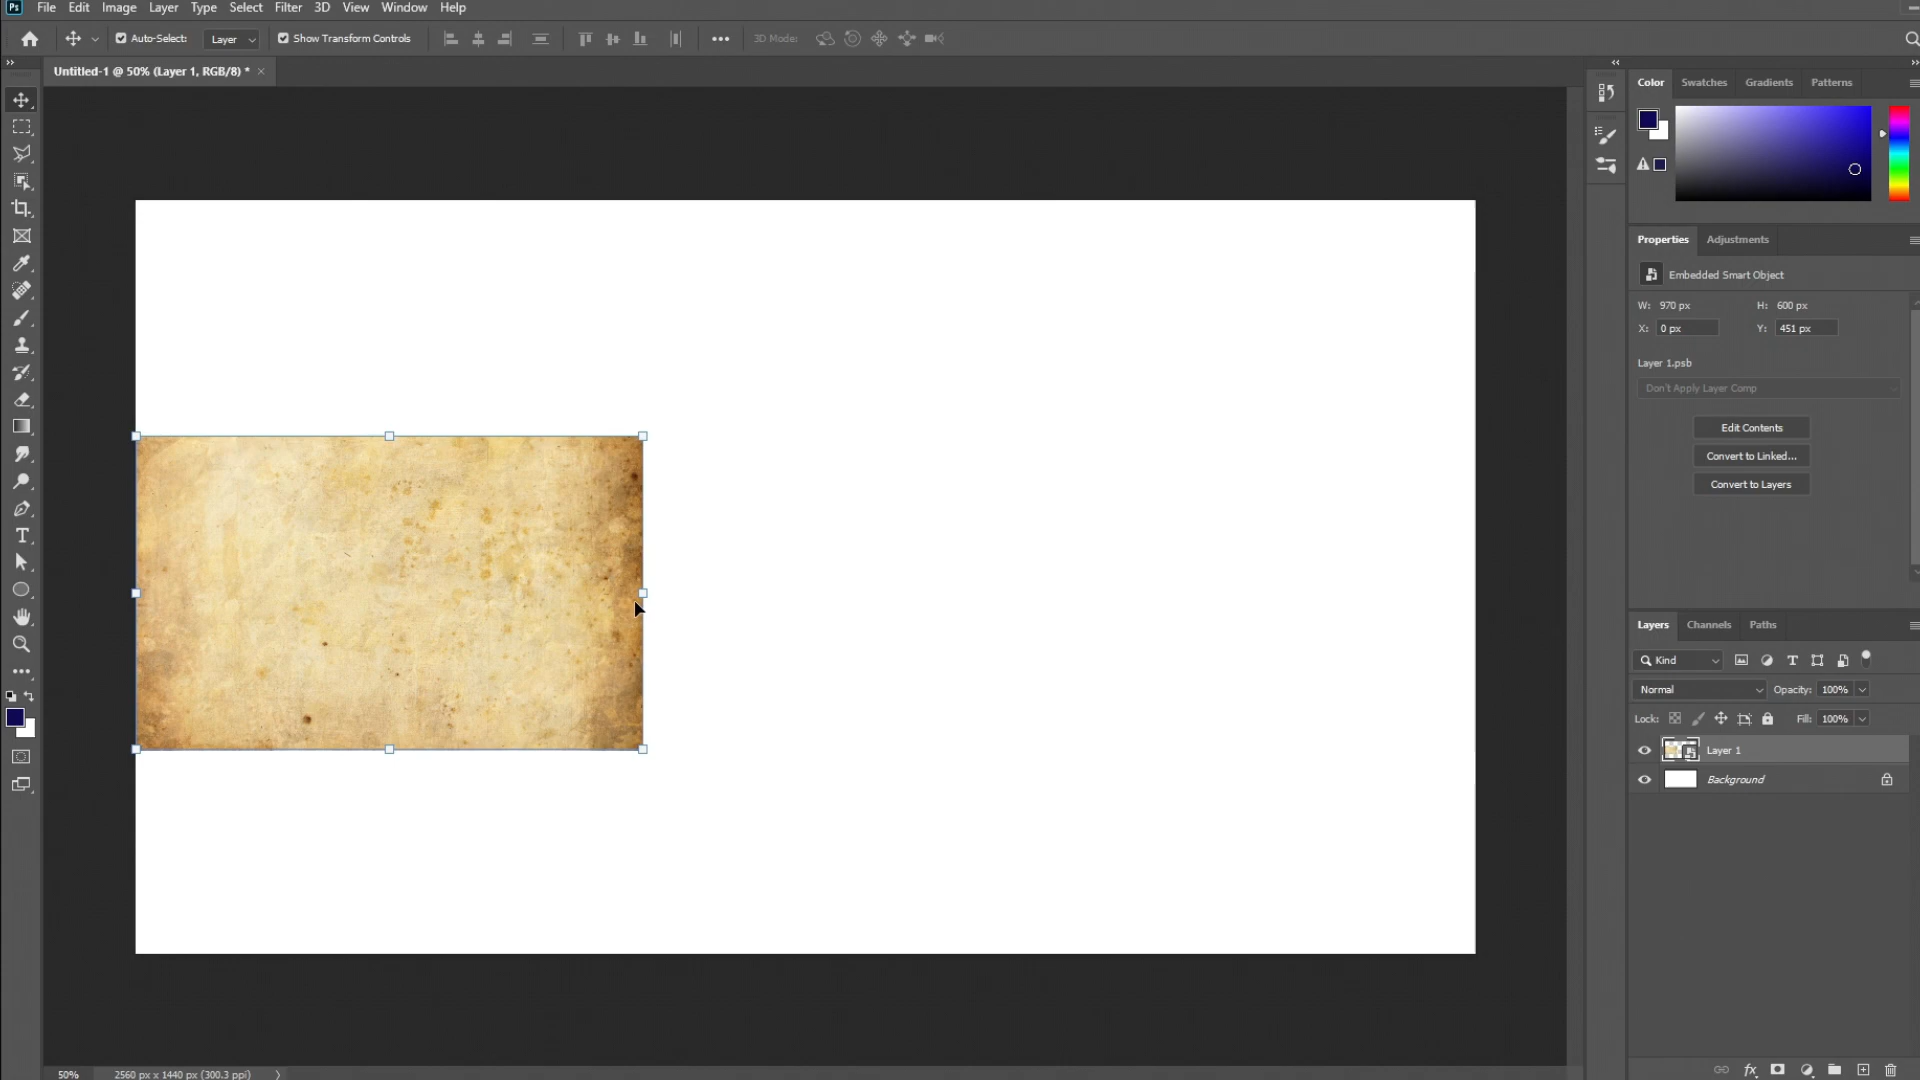 Ps File Edit Image Layer Type Select Filter 3D View Window Help
Auto-Select: Layer Show Transform Controls 3D Mode:
Untitled-1 @ 50% (Layer 1, RGB/8) * ×
Color Swatches Gradients Patterns
Properties Adjustments
Embedded Smart Object
W: 970 px H: 600 px
X: 0 px Y: 451 px
Layer 1.psb
Don't Apply Layer Comp
Edit Contents
Convert to Linked...
Convert to Layers
Layers Channels Paths
Kind
Normal Opacity: 100%
Lock: Fill: 100%
Layer 1
Background
50% 2560 px x 1440 px (300.3 ppi)